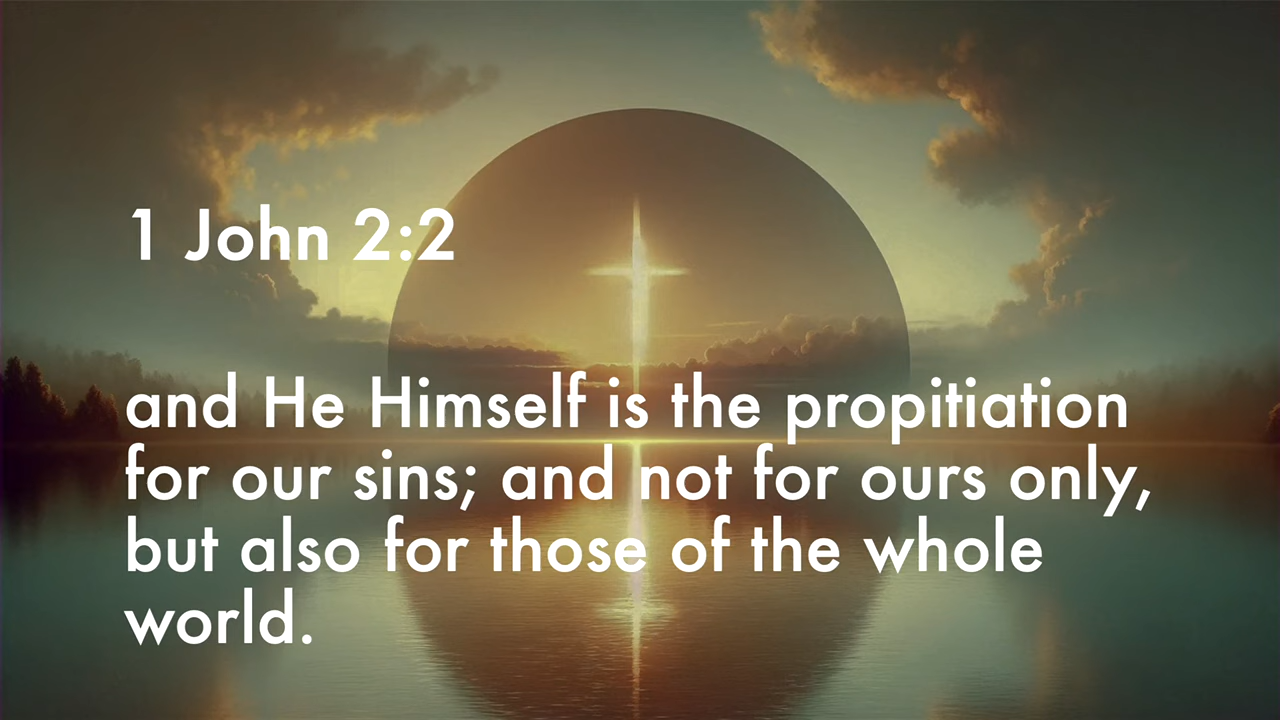 1 John 2:2
and He Himself is the propitiation
for our sins; and not for ours only,
but also for those of the whole
world.